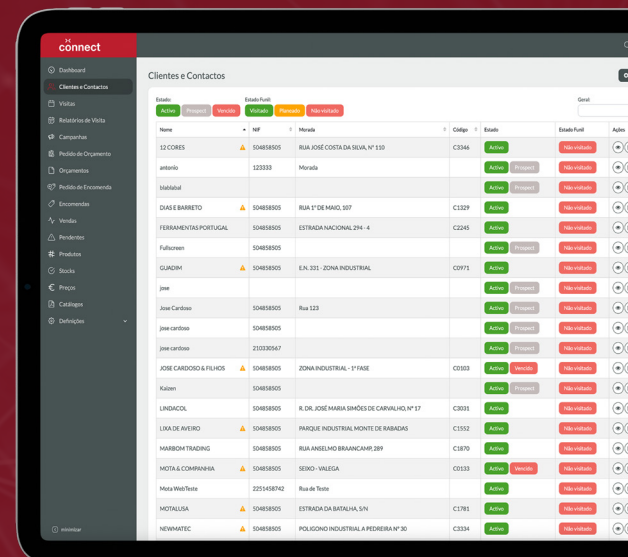 connect
Dashboard
Clientes e Contactos
Visitas
Relatórios de Visita
Campanhas
Pedido de Orçamento
Orçamentos
Pedido de Encomenda
Encomendas
Vendas
Pendentes
Produtos
Stocks
Preços
Catálogos
Definições
minimizar
Clientes e Contactos
Estado: Estado Funil: Geral:
Activo Prospect Vencido Visitado Planeado Não visitado
Nome NIF Morada Código Estado Estado Funil Ações
12 CORES 504858505 RUA JOSÉ COSTA DA SILVA, Nº 110 C3346 Activo Não visitado
antonio 123333 Morada Activo Prospect Não visitado
blablabal Activo Prospect Não visitado
DIAS E BARRETO 504858505 RUA 1º DE MAIO, 107 C1329 Activo Não visitado
FERRAMENTAS PORTUGAL 504858505 ESTRADA NACIONAL 294 - 4 C2245 Activo Não visitado
Fullscreen 504858505 Activo Prospect Não visitado
GUADIM 504858505 E.N. 331 - ZONA INDUSTRIAL C0971 Activo Não visitado
jose Activo Prospect Não visitado
Jose Cardoso 504858505 Rua 123 Activo Prospect Não visitado
jose cardoso 504858505 Activo Prospect Não visitado
jose cardoso 210330567 Activo Prospect Não visitado
JOSE CARDOSO & FILHOS 504858505 ZONA INDUSTRIAL - 1ª FASE C0103 Activo Vencido Não visitado
Kaizen 504858505 Activo Prospect Não visitado
LINDACOL 504858505 R. DR. JOSÉ MARIA SIMÕES DE CARVALHO, Nº 17 C3031 Activo Não visitado
LIXA DE AVEIRO 504858505 PARQUE INDUSTRIAL MONTE DE RABADAS C1552 Activo Não visitado
MARBOM TRADING 504858505 RUA ANSELMO BRAANCAMP, 289 C1870 Activo Não visitado
MOTA & COMPANHIA 504858505 SEIXO - VALEGA C0133 Activo Vencido Não visitado
Mota WebTeste 2251458742 Rua de Teste Activo Não visitado
MOTALUSA 504858505 ESTRADA DA BATALHA, S/N C1781 Activo Não visitado
NEWMATEC 504858505 POLIGONO INDUSTRIAL A PEDREIRA Nº 30 C3334 Activo Não visitado